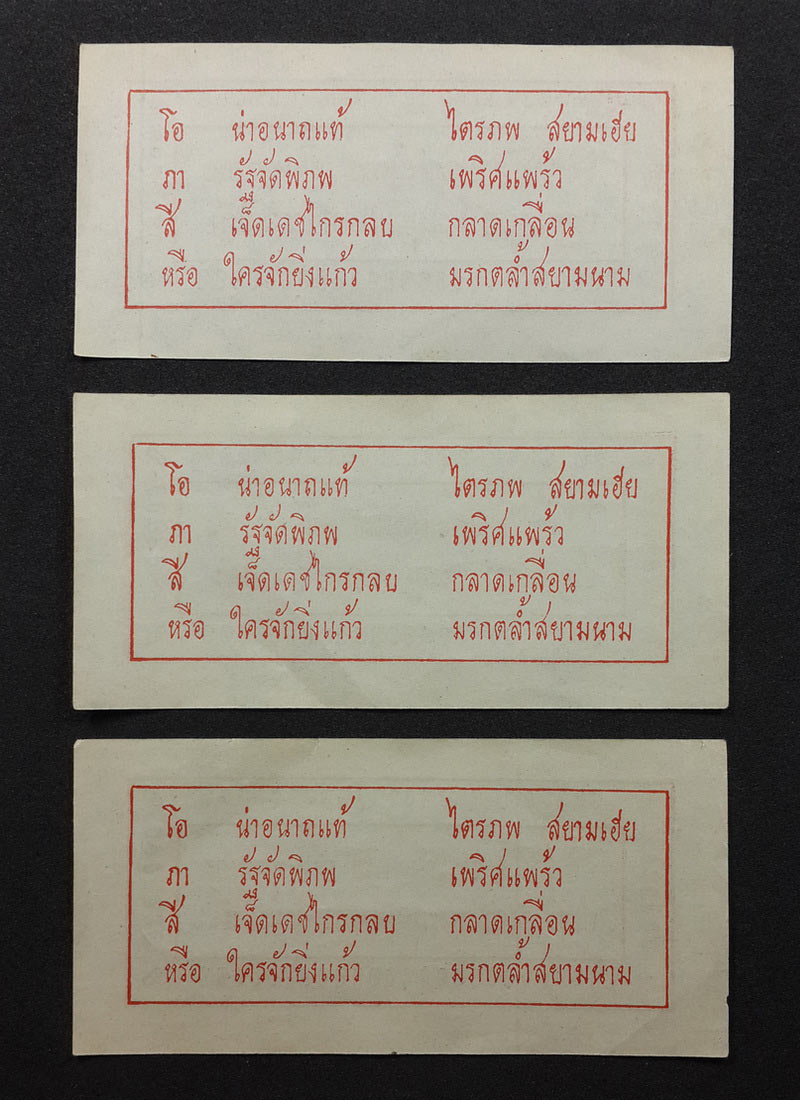 โอ น่าอนาถแท้ ไตรภพ สยามเฮีย
ภา รัฐจัดพิภพ เพริศแพร้ว
สี เจ็ดเดชไกรกลบ กลาดเกลื่อน
หรือ ใครจักยิ่งแก้ว มรกตล้ำสยามนาม
โอ น่าอนาถแท้ ไตรภพ สยามเฮีย
ภา รัฐจัดพิภพ เพริศแพร้ว
สี เจ็ดเดชไกรกลบ กลาดเกลื่อน
หรือ ใครจักยิ่งแก้ว มรกตล้ำสยามนาม
โอ น่าอนาถแท้ ไตรภพ สยามเฮีย
ภา รัฐจัดพิภพ เพริศแพร้ว
สี เจ็ดเดชไกรกลบ กลาดเกลื่อน
หรือ ใครจักยิ่งแก้ว มรกตล้ำสยามนาม